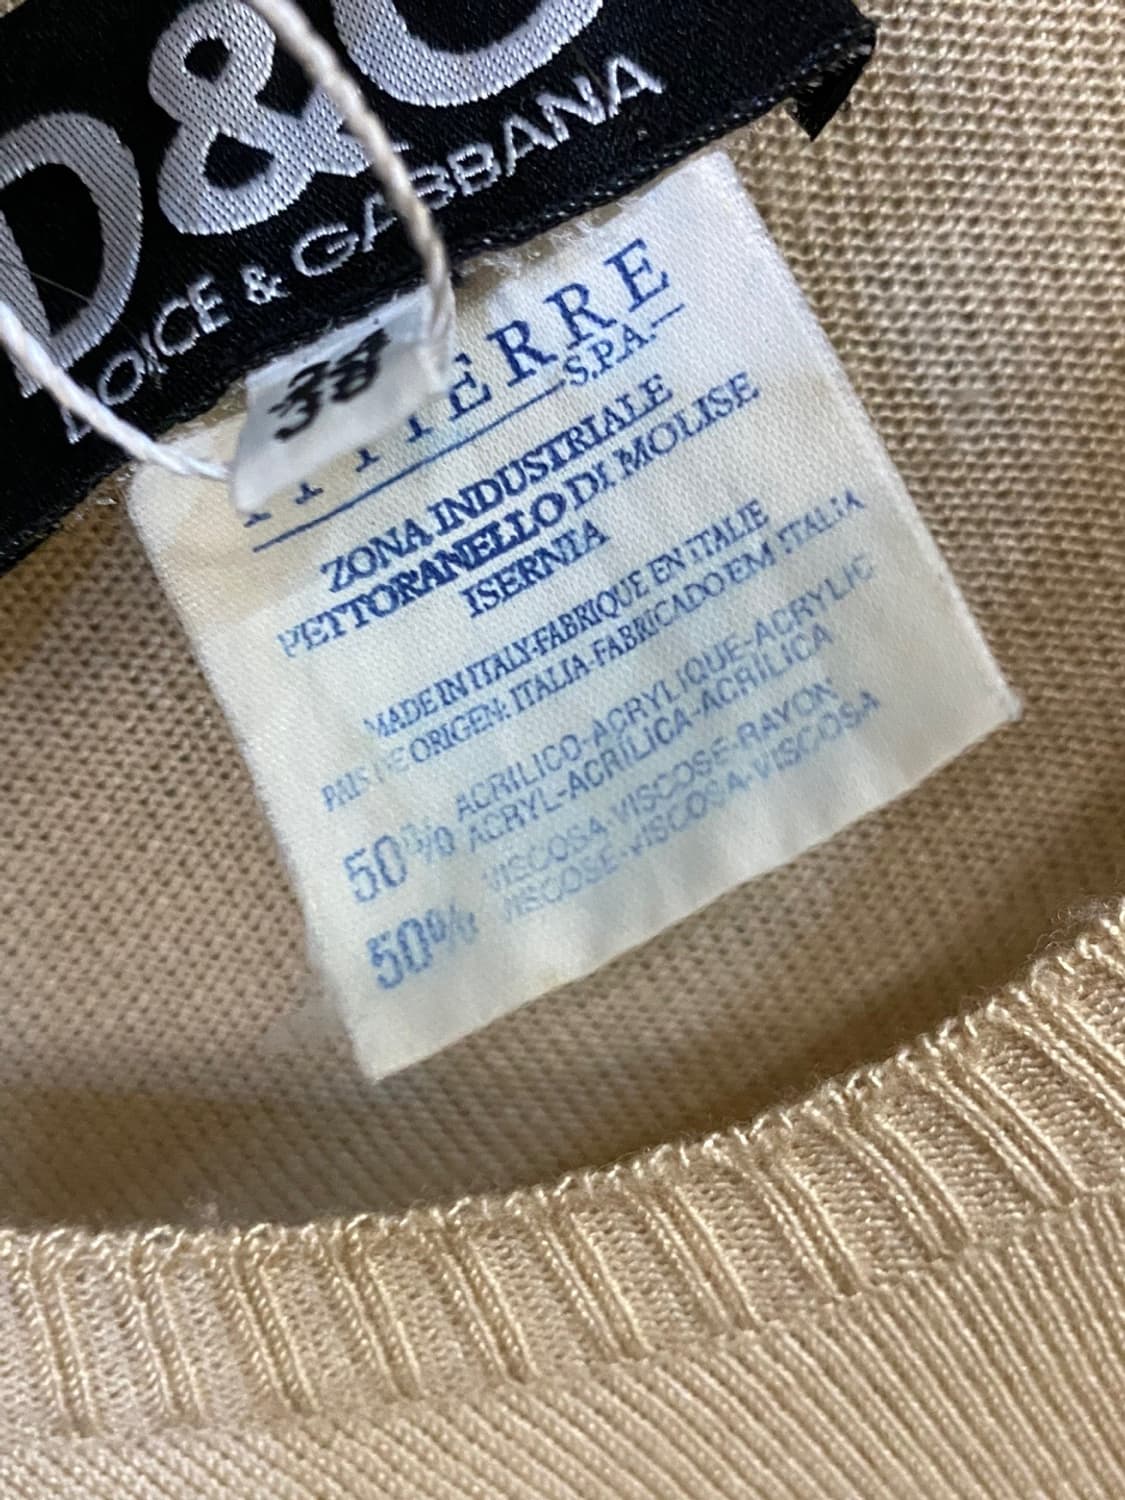 D&G
DOLCE & GABBANA
38
ITTIERRE
S.P.A.
ZONA INDUSTRIALE
PETTORANELLO DI MOLISE
ISERNIA
MADE IN ITALY-FABRIQUE EN ITALIE
PAIS DE ORIGEN: ITALIA-FABRICADO EM ITALIA
50% ACRILICO-ACRYLIQUE-ACRYLIC
ACRYL-ACRILICA-ACRILICA
50% VISCOSA-VISCOSE-RAYON
VISCOSE-VISCOSA-VISCOSA